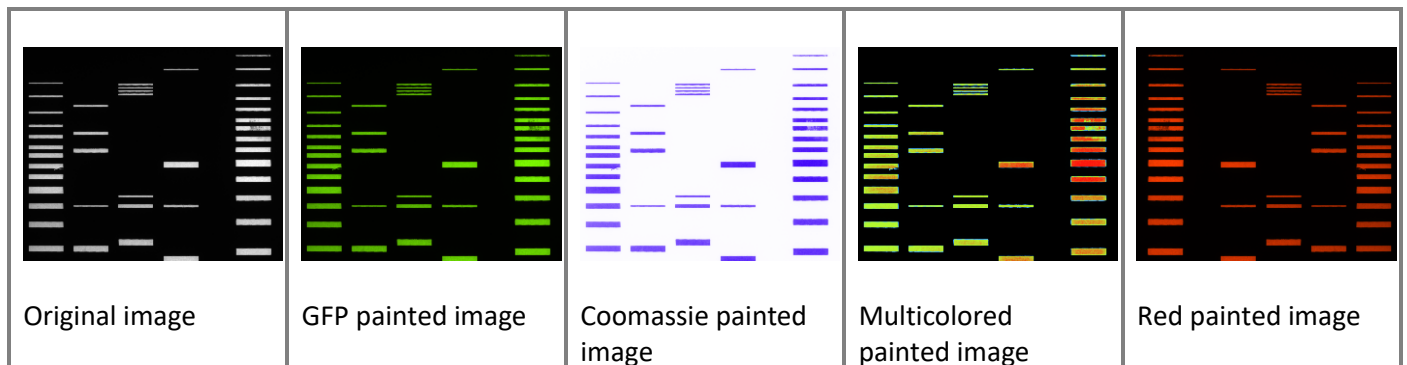 Original image
GFP painted image
Coomassie painted
image
Multicolored
painted image
Red painted image